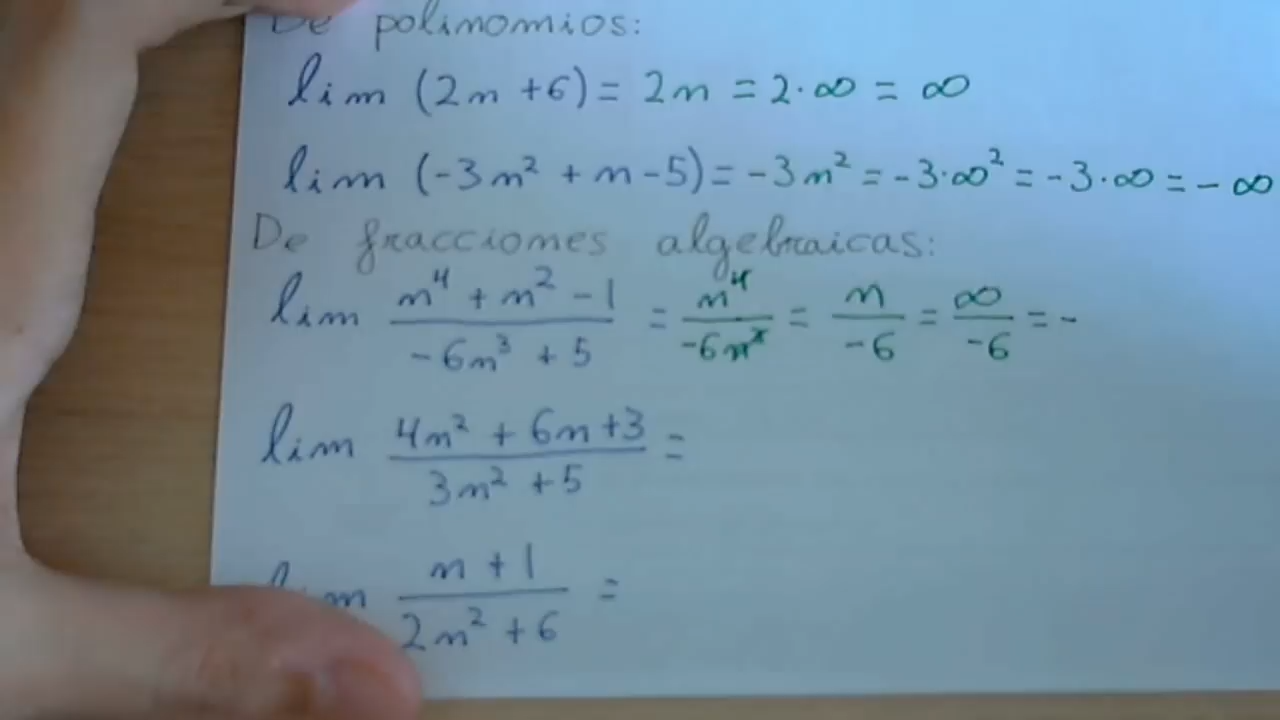 De polinomios:
lim (2n + 6) = 2n = 2·∞ = ∞
lim (-3n² + n - 5) = -3n² = -3·∞² = -3·∞ = -∞
De fracciones algebraicas:
lim (n⁴ + n² - 1)/(-6n³ + 5) = n⁴/(-6n³) = n/(-6) = ∞/(-6) = -
lim (4n² + 6n + 3)/(3n² + 5) =
lim (n + 1)/(2n² + 6) =